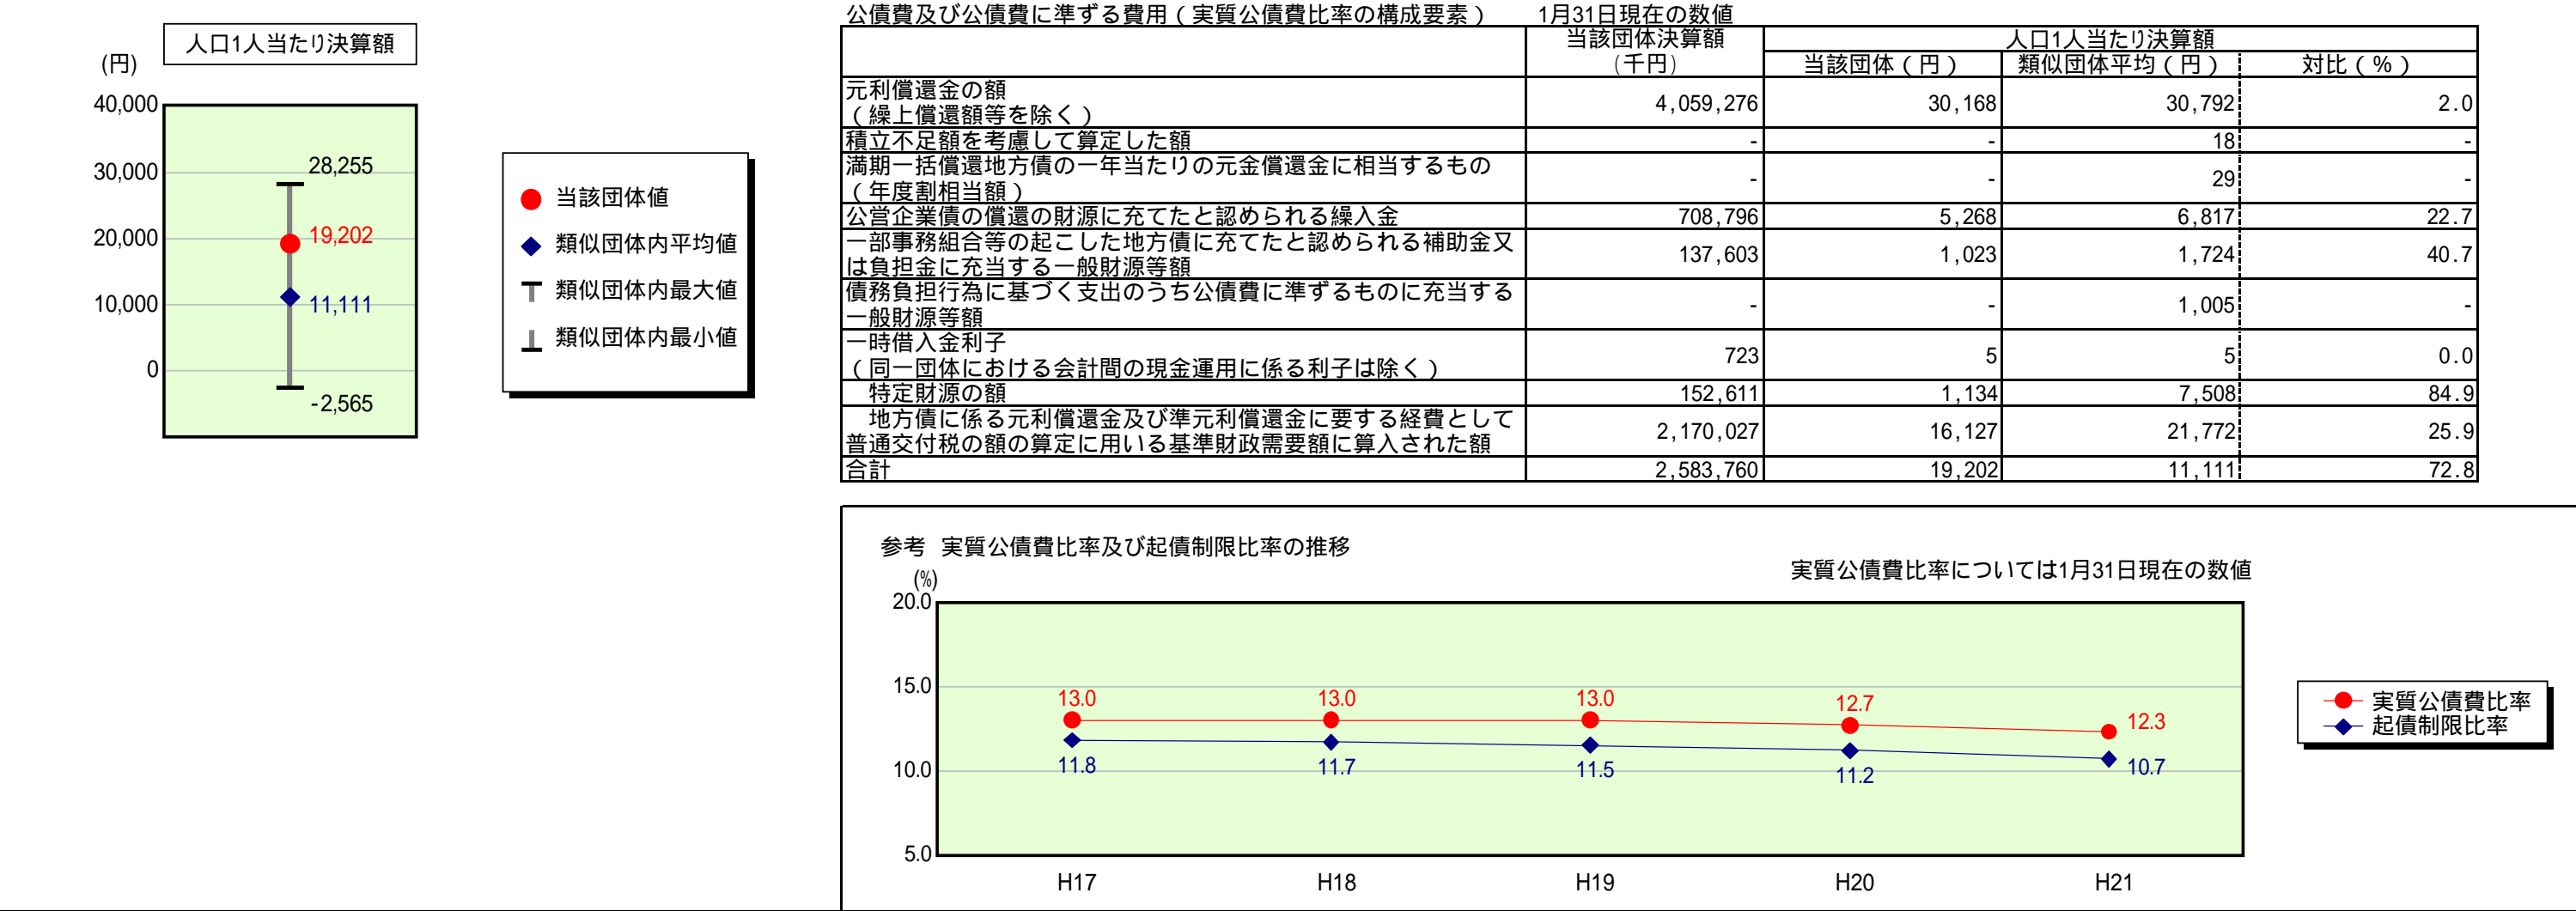 人口1人当たり決算額
(円)
40,000
30,000
20,000
10,000
0
28,255
19,202
11,111
-2,565
当該団体値
類似団体内平均値
類似団体内最大値
類似団体内最小値
公債費及び公債費に準ずる費用（実質公債費比率の構成要素） 1月31日現在の数値
当該団体決算額 人口1人当たり決算額
(千円) 当該団体（円） 類似団体平均（円） 対比（％）
元利償還金の額
（繰上償還額等を除く） 4,059,276 30,168 30,792 2.0
積立不足額を考慮して算定した額 - - 18 -
満期一括償還地方債の一年当たりの元金償還金に相当するもの
（年度割相当額） - - 29 -
公営企業債の償還の財源に充てたと認められる繰入金 708,796 5,268 6,817 22.7
一部事務組合等の起こした地方債に充てたと認められる補助金又
は負担金に充当する一般財源等額 137,603 1,023 1,724 40.7
債務負担行為に基づく支出のうち公債費に準ずるものに充当する
一般財源等額 - - 1,005 -
一時借入金利子
（同一団体における会計間の現金運用に係る利子は除く） 723 5 5 0.0
特定財源の額 152,611 1,134 7,508 84.9
地方債に係る元利償還金及び準元利償還金に要する経費として
普通交付税の額の算定に用いる基準財政需要額に算入された額 2,170,027 16,127 21,772 25.9
合計 2,583,760 19,202 11,111 72.8
参考 実質公債費比率及び起債制限比率の推移
(%)
実質公債費比率については1月31日現在の数値
20.0
15.0
10.0
5.0
13.0 13.0 13.0 12.7 12.3
11.8 11.7 11.5 11.2 10.7
H17 H18 H19 H20 H21
実質公債費比率
起債制限比率